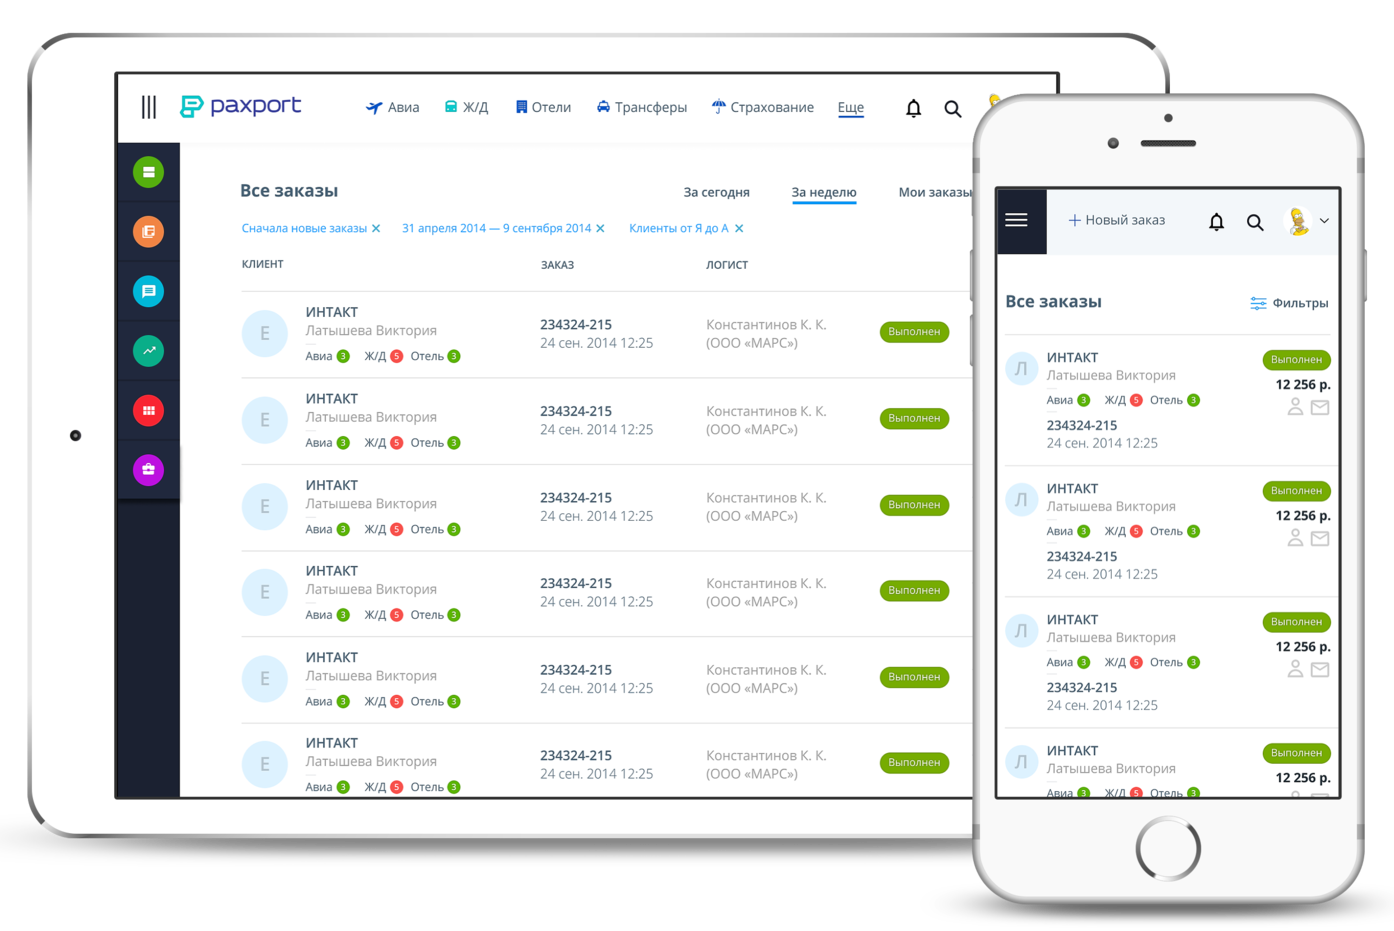 paxport
Авиа Ж/Д Отели Трансферы Страхование Еще
Все заказы
За сегодня За неделю Мои заказы
Сначала новые заказы × 31 апреля 2014 — 9 сентября 2014 × Клиенты от Я до А ×
КЛИЕНТ ЗАКАЗ ЛОГИСТ
Е
ИНТАКТ
Латышева Виктория
Авиа 3 Ж/Д 5 Отель 3
234324-215
24 сен. 2014 12:25
Константинов К. К.
(ООО «МАРС»)
Выполнен
Е
ИНТАКТ
Латышева Виктория
Авиа 3 Ж/Д 5 Отель 3
234324-215
24 сен. 2014 12:25
Константинов К. К.
(ООО «МАРС»)
Выполнен
Е
ИНТАКТ
Латышева Виктория
Авиа 3 Ж/Д 5 Отель 3
234324-215
24 сен. 2014 12:25
Константинов К. К.
(ООО «МАРС»)
Выполнен
Е
ИНТАКТ
Латышева Виктория
Авиа 3 Ж/Д 5 Отель 3
234324-215
24 сен. 2014 12:25
Константинов К. К.
(ООО «МАРС»)
Выполнен
Е
ИНТАКТ
Латышева Виктория
Авиа 3 Ж/Д 5 Отель 3
234324-215
24 сен. 2014 12:25
Константинов К. К.
(ООО «МАРС»)
Выполнен
Е
ИНТАКТ
Латышева Виктория
Авиа 3 Ж/Д 5 Отель 3
234324-215
24 сен. 2014 12:25
Константинов К. К.
(ООО «МАРС»)
Выполнен
+ Новый заказ
Все заказы Фильтры
Л
ИНТАКТ
Латышева Виктория
Авиа 3 Ж/Д 5 Отель 3
234324-215
24 сен. 2014 12:25
Выполнен
12 256 р.
Л
ИНТАКТ
Латышева Виктория
Авиа 3 Ж/Д 5 Отель 3
234324-215
24 сен. 2014 12:25
Выполнен
12 256 р.
Л
ИНТАКТ
Латышева Виктория
Авиа 3 Ж/Д 5 Отель 3
234324-215
24 сен. 2014 12:25
Выполнен
12 256 р.
Л
ИНТАКТ
Латышева Виктория
Авиа 3 Ж/Д 5 Отель 3
Выполнен
12 256 р.